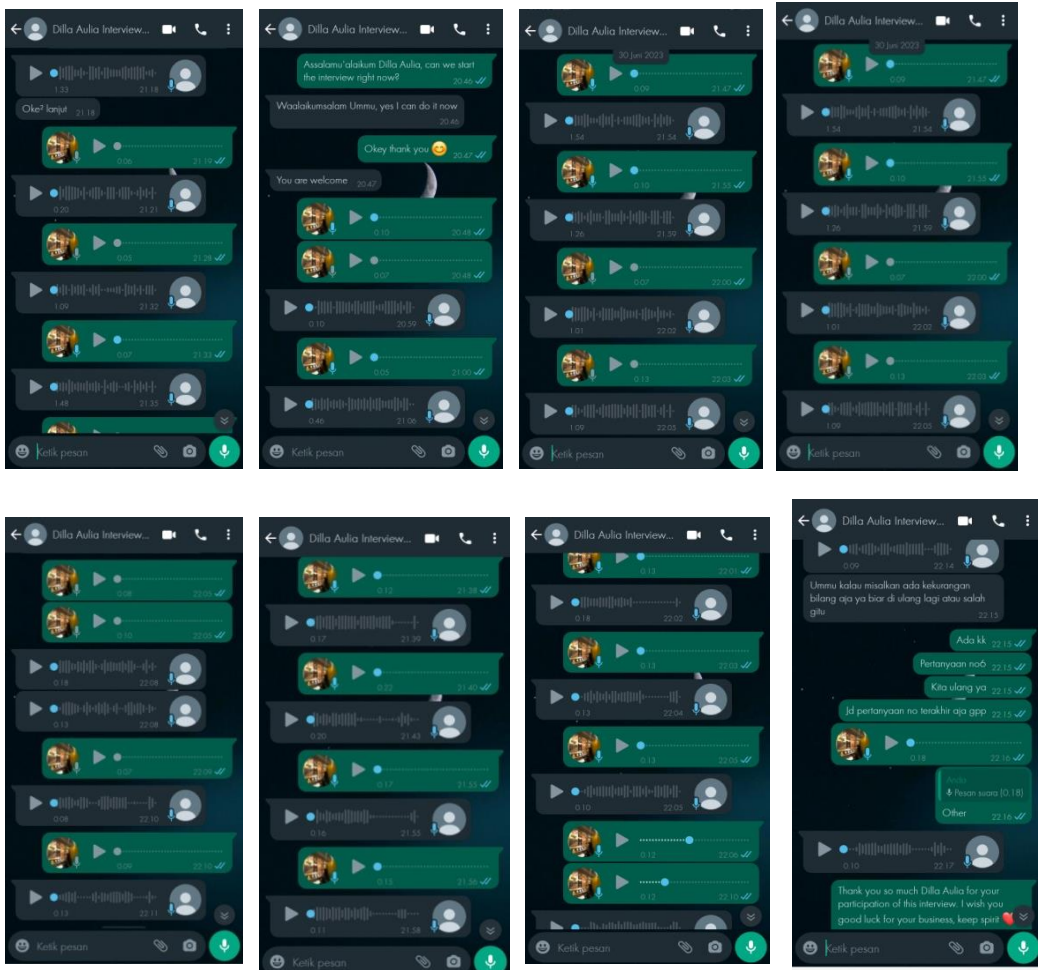 Dilla Aulia Interview...
1:33 21.18
Oke² lanjut 21.18
0:06 21.19
0:20 21.21
0:05 21.28
1:09 21.32
0:07 21.33
1:48 21.35
Ketik pesan
Dilla Aulia Interview...
Assalamu'alaikum Dilla Aulia, can we start
the interview right now?
20.46
Waalaikumsalam Ummu, yes I can do it now
20.46
Okey thank you 😊 20.47
You are welcome 20.47
0:10 20.48
0:07 20.48
0:10 20.59
0:05 21.00
0:46 21.06
Ketik pesan
Dilla Aulia Interview...
30 Juni 2023
0:09 21.47
1:54 21.54
0:10 21.55
1:26 21.59
0:07 22.00
1:01 22.02
0:13 22.03
1:09 22.05
Ketik pesan
Dilla Aulia Interview...
30 Juni 2023
0:09 21.47
1:54 21.54
0:10 21.55
1:26 21.59
0:07 22.00
1:01 22.02
0:13 22.03
1:09 22.05
Ketik pesan
Dilla Aulia Interview...
0:08 22.05
0:10 22.05
0:18 22.08
0:13 22.08
0:07 22.09
0:08 22.10
0:09 22.10
0:13 22.11
Ketik pesan
Dilla Aulia Interview...
0:12 21.38
0:17 21.39
0:22 21.40
0:20 21.43
0:17 21.55
0:16 21.55
0:15 21.56
0:11 21.58
Ketik pesan
Dilla Aulia Interview...
0:13 22.01
0:18 22.02
0:13 22.03
0:13 22.04
0:13 22.05
0:10 22.05
0:12 22.06
0:12 22.10
Ketik pesan
Dilla Aulia Interview...
0:09 22.14
Ummu kalau misalkan ada kekurangan
bilang aja ya biar di ulang lagi atau salah
gitu
22.15
Ada kk 22.15
Pertanyaan no6 22.15
Kita ulang ya 22.15
Jd pertanyaan no terakhir aja gpp 22.15
0:18 22.16
Anda
Pesan suara (0.18)
Other 22.16
0:10 22.17
Thank you so much Dilla Aulia for your
participation of this interview. I wish you
good luck for your business, keep spirit
Ketik pesan